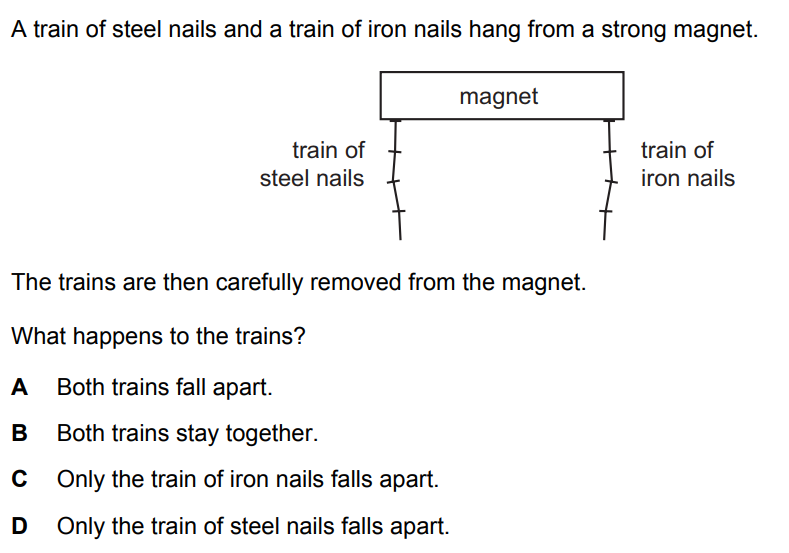 A train of steel nails and a train of iron nails hang from a strong magnet.
magnet
train of
steel nails
train of
iron nails
The trains are then carefully removed from the magnet.
What happens to the trains?
A Both trains fall apart.
B Both trains stay together.
C Only the train of iron nails falls apart.
D Only the train of steel nails falls apart.